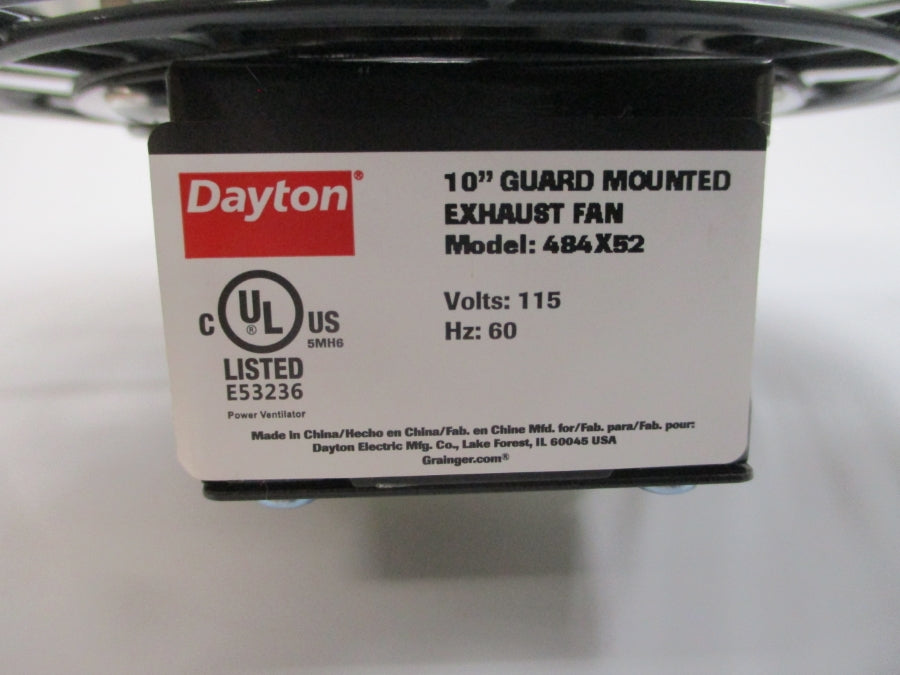 Dayton®
10” GUARD MOUNTED
EXHAUST FAN
Model: 484X52
Volts: 115
Hz: 60
C UL® US
5MH6
LISTED
E53236
Power Ventilator
Made in China/Hecho en China/Fab. en Chine Mfd. for/Fab. para/Fab. pour:
Dayton Electric Mfg. Co., Lake Forest, IL 60045 USA
Grainger.com®